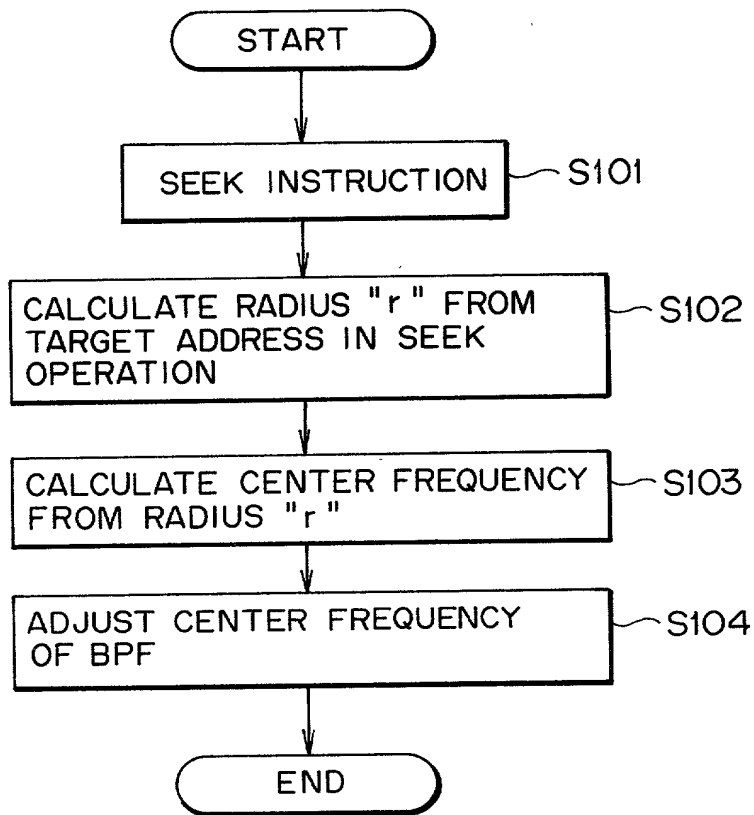 START
SEEK INSTRUCTION
S101
CALCULATE RADIUS "r" FROM
TARGET ADDRESS IN SEEK
OPERATION
S102
CALCULATE CENTER FREQUENCY
FROM RADIUS "r"
S103
ADJUST CENTER FREQUENCY
OF BPF
S104
END